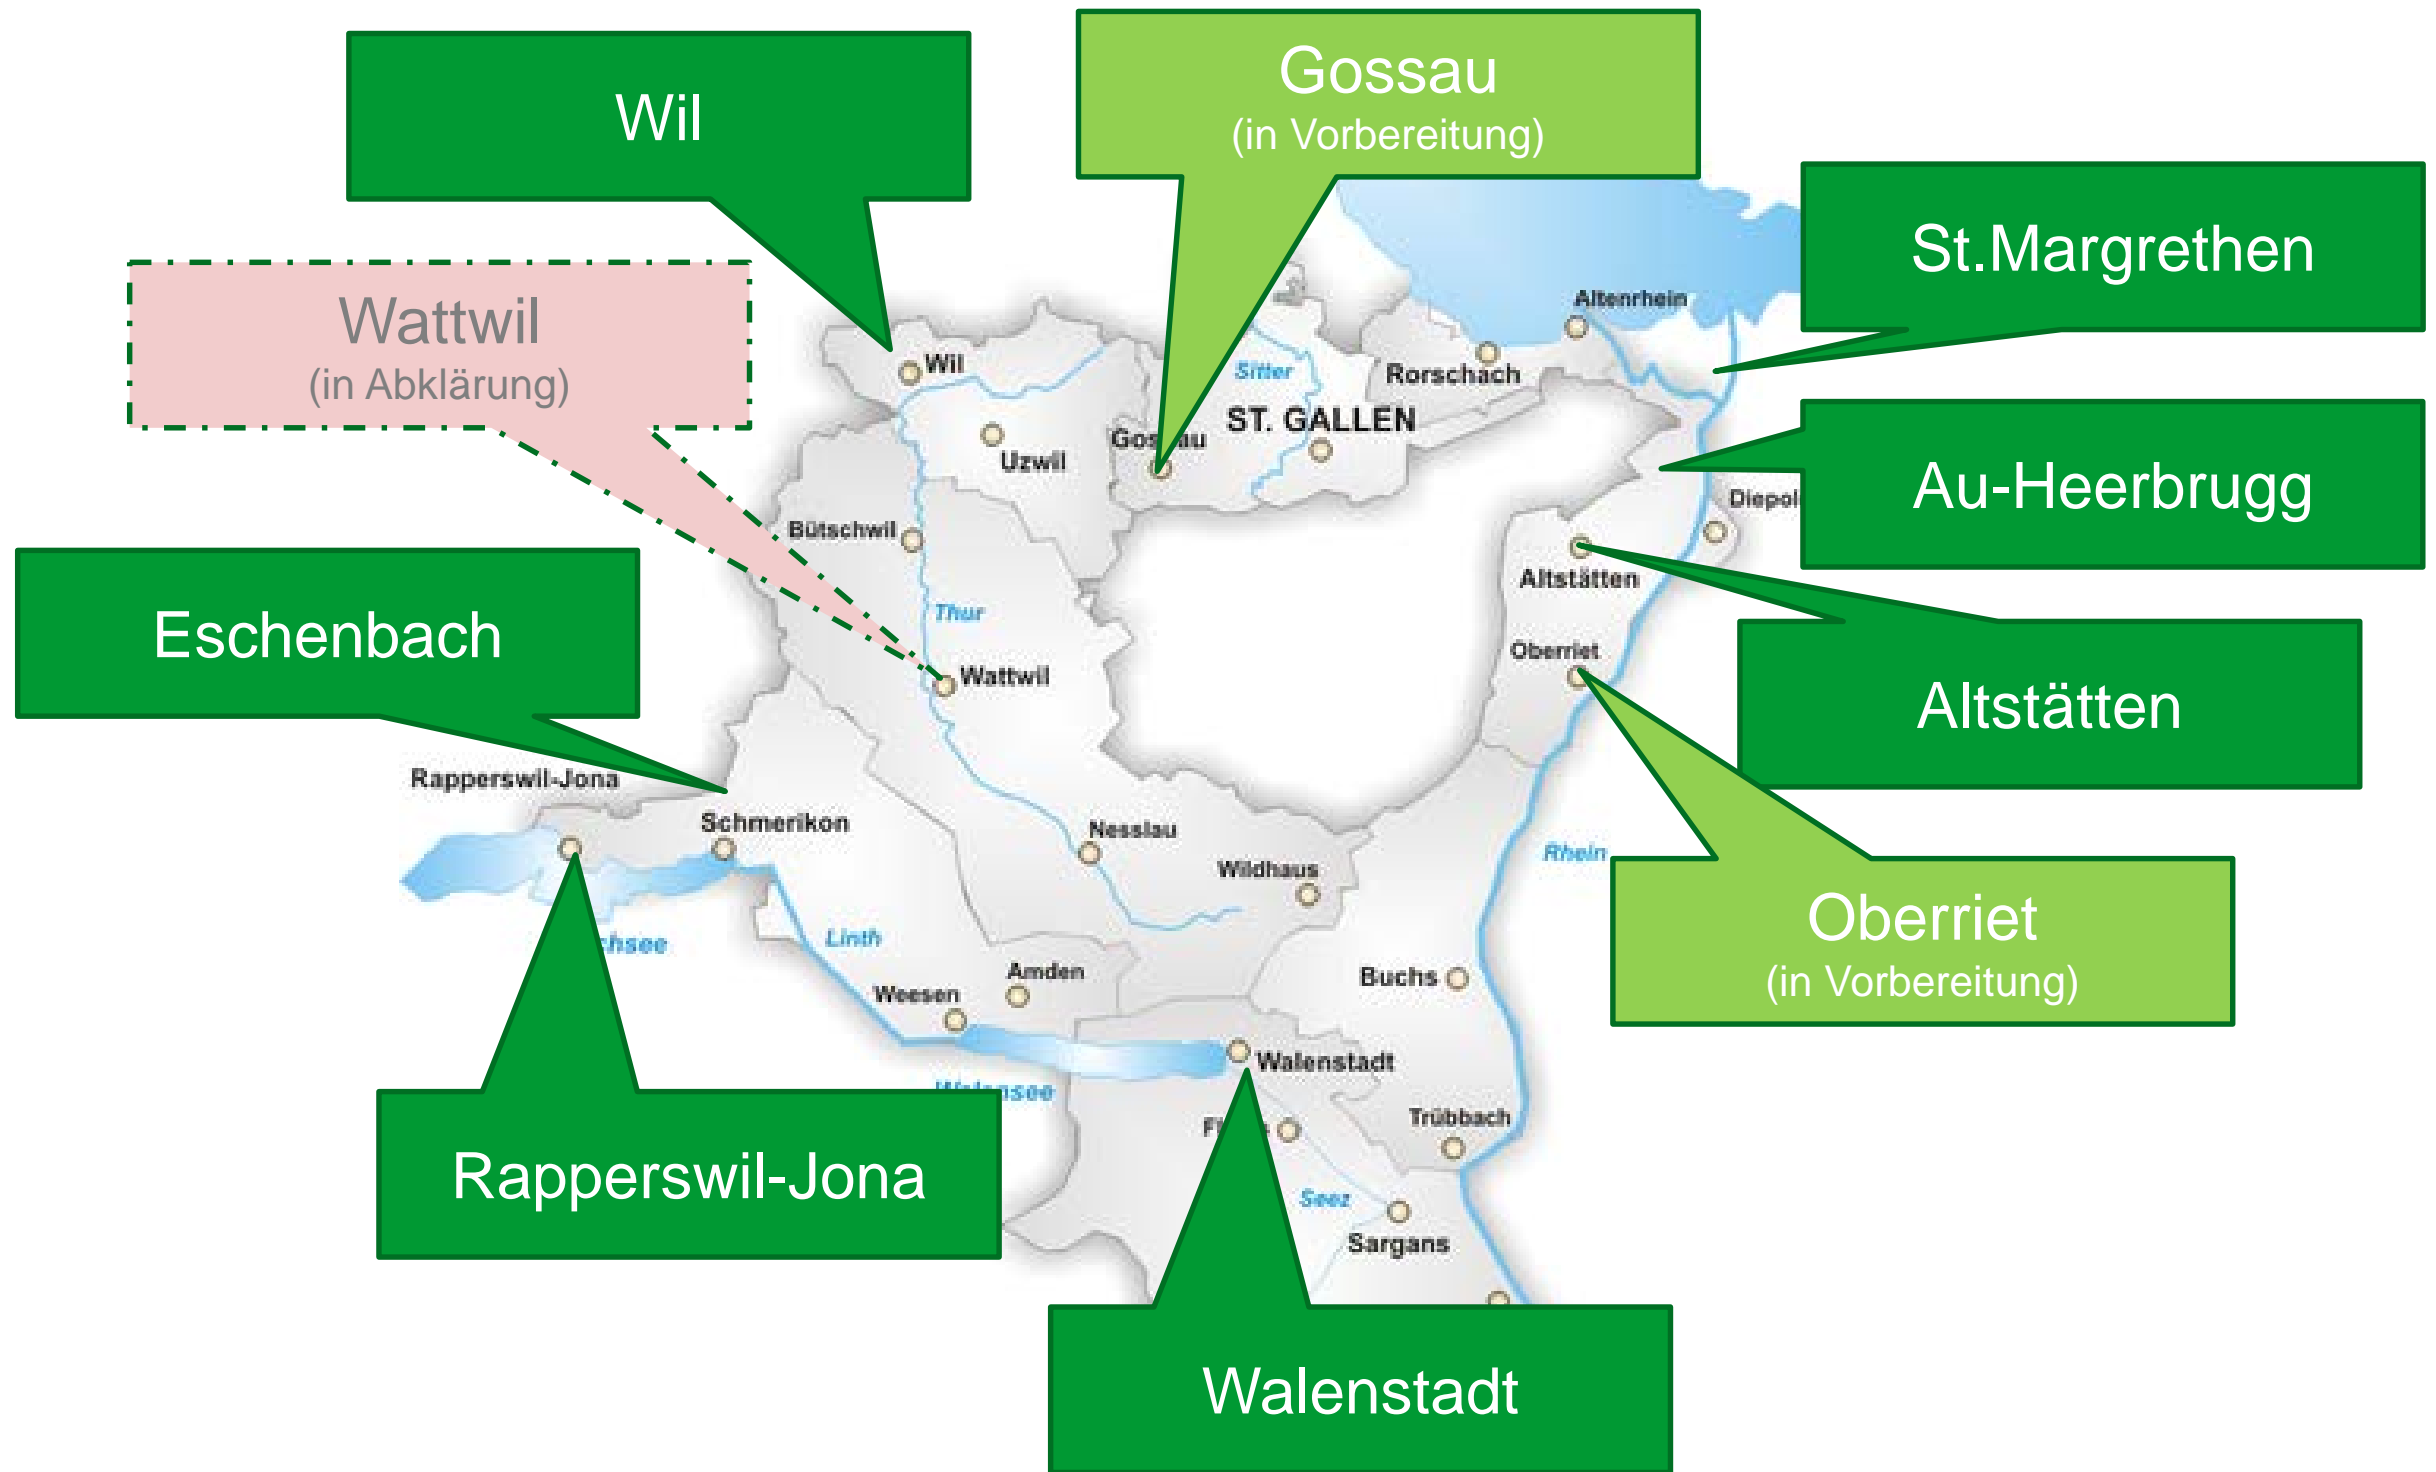 Wil
Gossau
(in Vorbereitung)
St.Margrethen
Wattwil
(in Abklärung)
Altenrhein
Wil
Sitter
Rorschach
ST. GALLEN
Uzwil
Au-Heerbrugg
Bütschwil
Altstätten
Eschenbach
Thur
Oberriet
Wattwil
Altstätten
Rapperswil-Jona
Schmerikon
Nesslau
Wildhaus
Rhein
Oberriet
(in Vorbereitung)
Linth
Amden
Buchs
Weesen
Walenstadt
Trübbach
Rapperswil-Jona
Seez
Sargans
Walenstadt